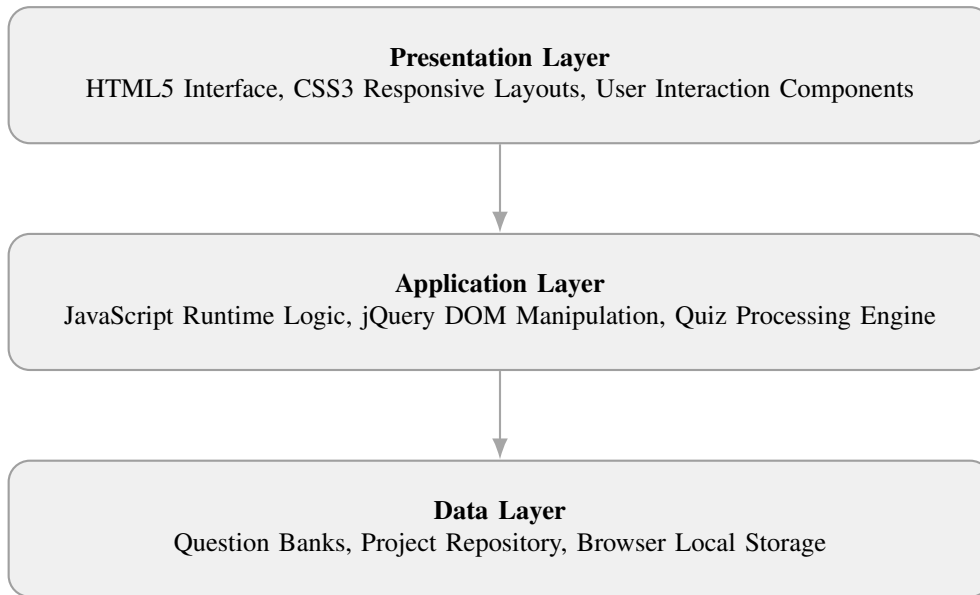 Presentation Layer
HTML5 Interface, CSS3 Responsive Layouts, User Interaction Components
Application Layer
JavaScript Runtime Logic, jQuery DOM Manipulation, Quiz Processing Engine
Data Layer
Question Banks, Project Repository, Browser Local Storage